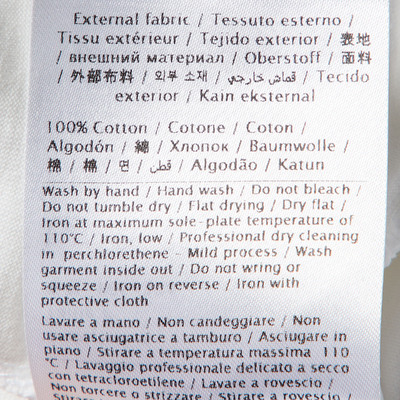 External fabric / Tessuto esterno /
Tissu extérieur / Tejido exterior / 表地
/ внешний материал / Oberstoff / 面料
/ 外部布料 / 외부 소재 / قماش خارجي / Tecido
exterior / Kain eksternal
100% Cotton / Cotone / Coton /
Algodón / 綿 / Хлопок / Baumwolle /
棉 / 棉 / 면 / قطن / Algodão / Katun
Wash by hand / Hand wash / Do not bleach /
Do not tumble dry / Flat drying / Dry flat /
Iron at maximum sole-plate temperature of
110°C / Iron, low / Professional dry cleaning
in perchlorethene - Mild process / Wash
garment inside out / Do not wring or
squeeze / Iron on reverse / Iron with
protective cloth
Lavare a mano / Non candeggiare / Non
usare asciugatrice a tamburo / Asciugare in
piano / Stirare a temperatura massima 110
°C / Lavaggio professionale delicato a secco
con tetracloroetilene / Lavare a rovescio /
Non torcere o strizzare / Stirare a rovescio /